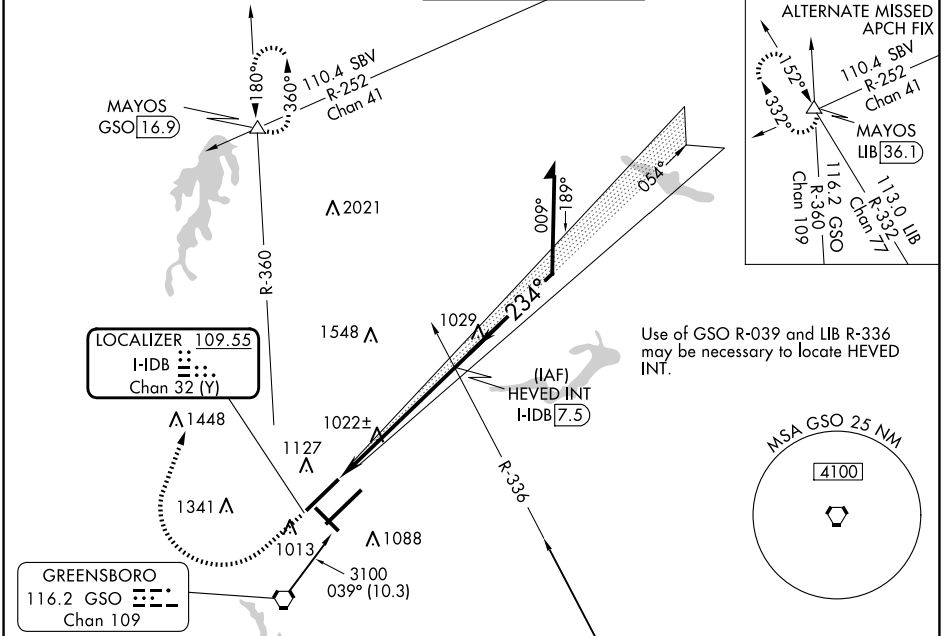 ALTERNATE MISSED
APCH FIX
110.4 SBV
R-252
Chan 41
152°
332°
MAYOS
LIB 36.1
116.2 GSO
R-360
Chan 109
113.0 LIB
R-332
Chan 77
180°
360°
110.4 SBV
R-252
Chan 41
MAYOS
GSO 16.9
2021
R-360
009°
189°
054°
234°
1548
1029
LOCALIZER 109.55
I-IDB
Chan 32 (Y)
(IAF)
HEVED INT
I-IDB 7.5
Use of GSO R-039 and LIB R-336
may be necessary to locate HEVED
INT.
1448
1022±
1127
R-336
1341
1013
1088
MSA GSO 25 NM
4100
3100
039° (10.3)
GREENSBORO
116.2 GSO
Chan 109